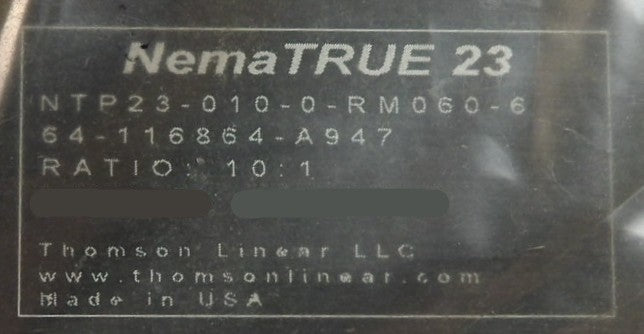 NemaTRUE 23
NTP23-010-0-RM060-6
64-116864-A947
RATIO: 10:1
Thomson Linear LLC
www.thomsonlinear.com
Made in USA